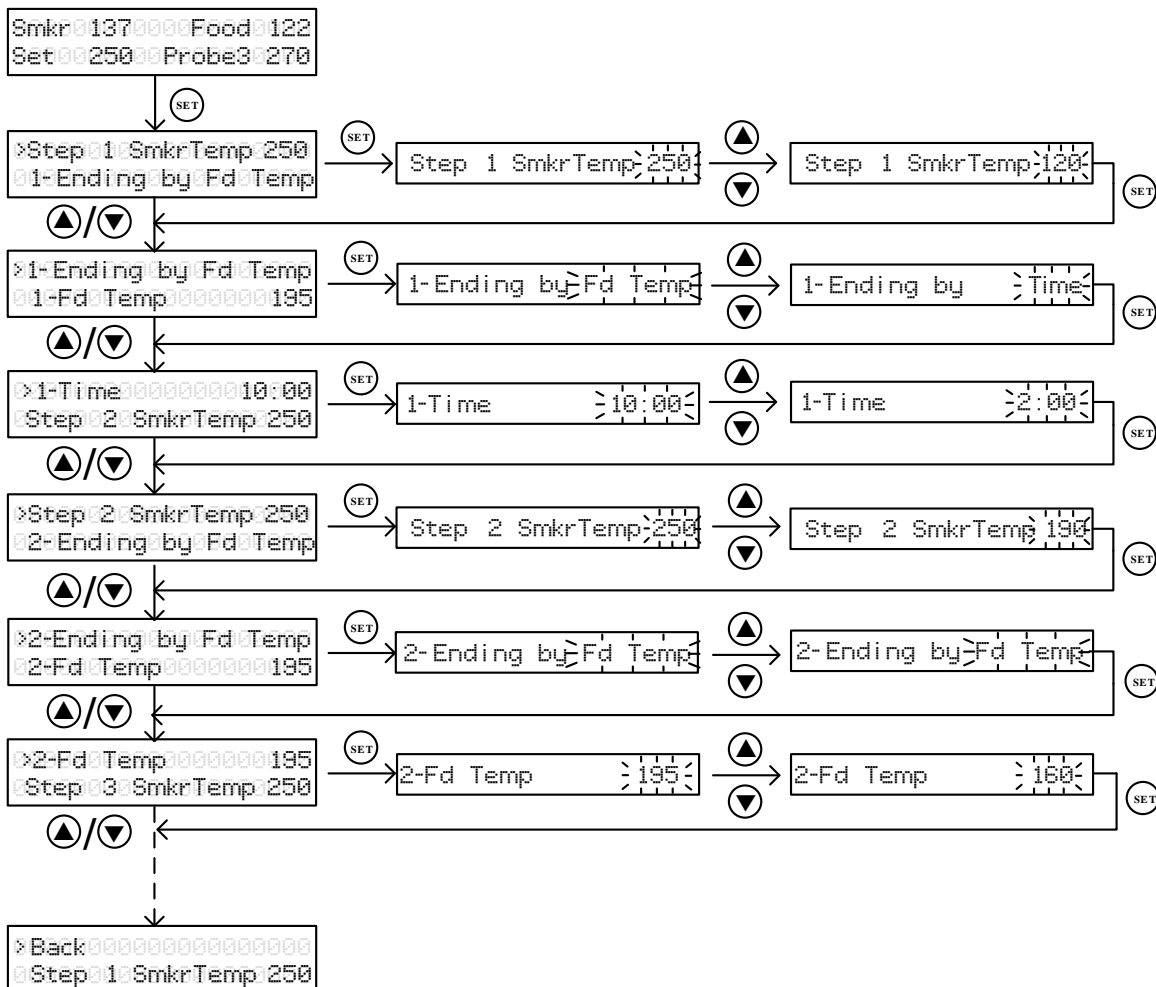 Smkr 137 Food 122
Set 250 Probe3 270
SET
>Step 1 SmkrTemp 250
1-Ending by Fd Temp
SET
Step 1 SmkrTemp 250
Step 1 SmkrTemp 120
SET
/
>1-Ending by Fd Temp
1-Fd Temp 195
SET
1-Ending by Fd Temp
1-Ending by Time
SET
/
>1-Time 10:00
Step 2 SmkrTemp 250
SET
1-Time 10:00
1-Time 2:00
SET
/
>Step 2 SmkrTemp 250
2-Ending by Fd Temp
SET
Step 2 SmkrTemp 250
Step 2 SmkrTemp 190
SET
/
>2-Ending by Fd Temp
2-Fd Temp 195
SET
2-Ending by Fd Temp
2-Ending by Fd Temp
SET
/
>2-Fd Temp 195
Step 3 SmkrTemp 250
SET
2-Fd Temp 195
2-Fd Temp 160
SET
/
>Back
Step 1 SmkrTemp 250